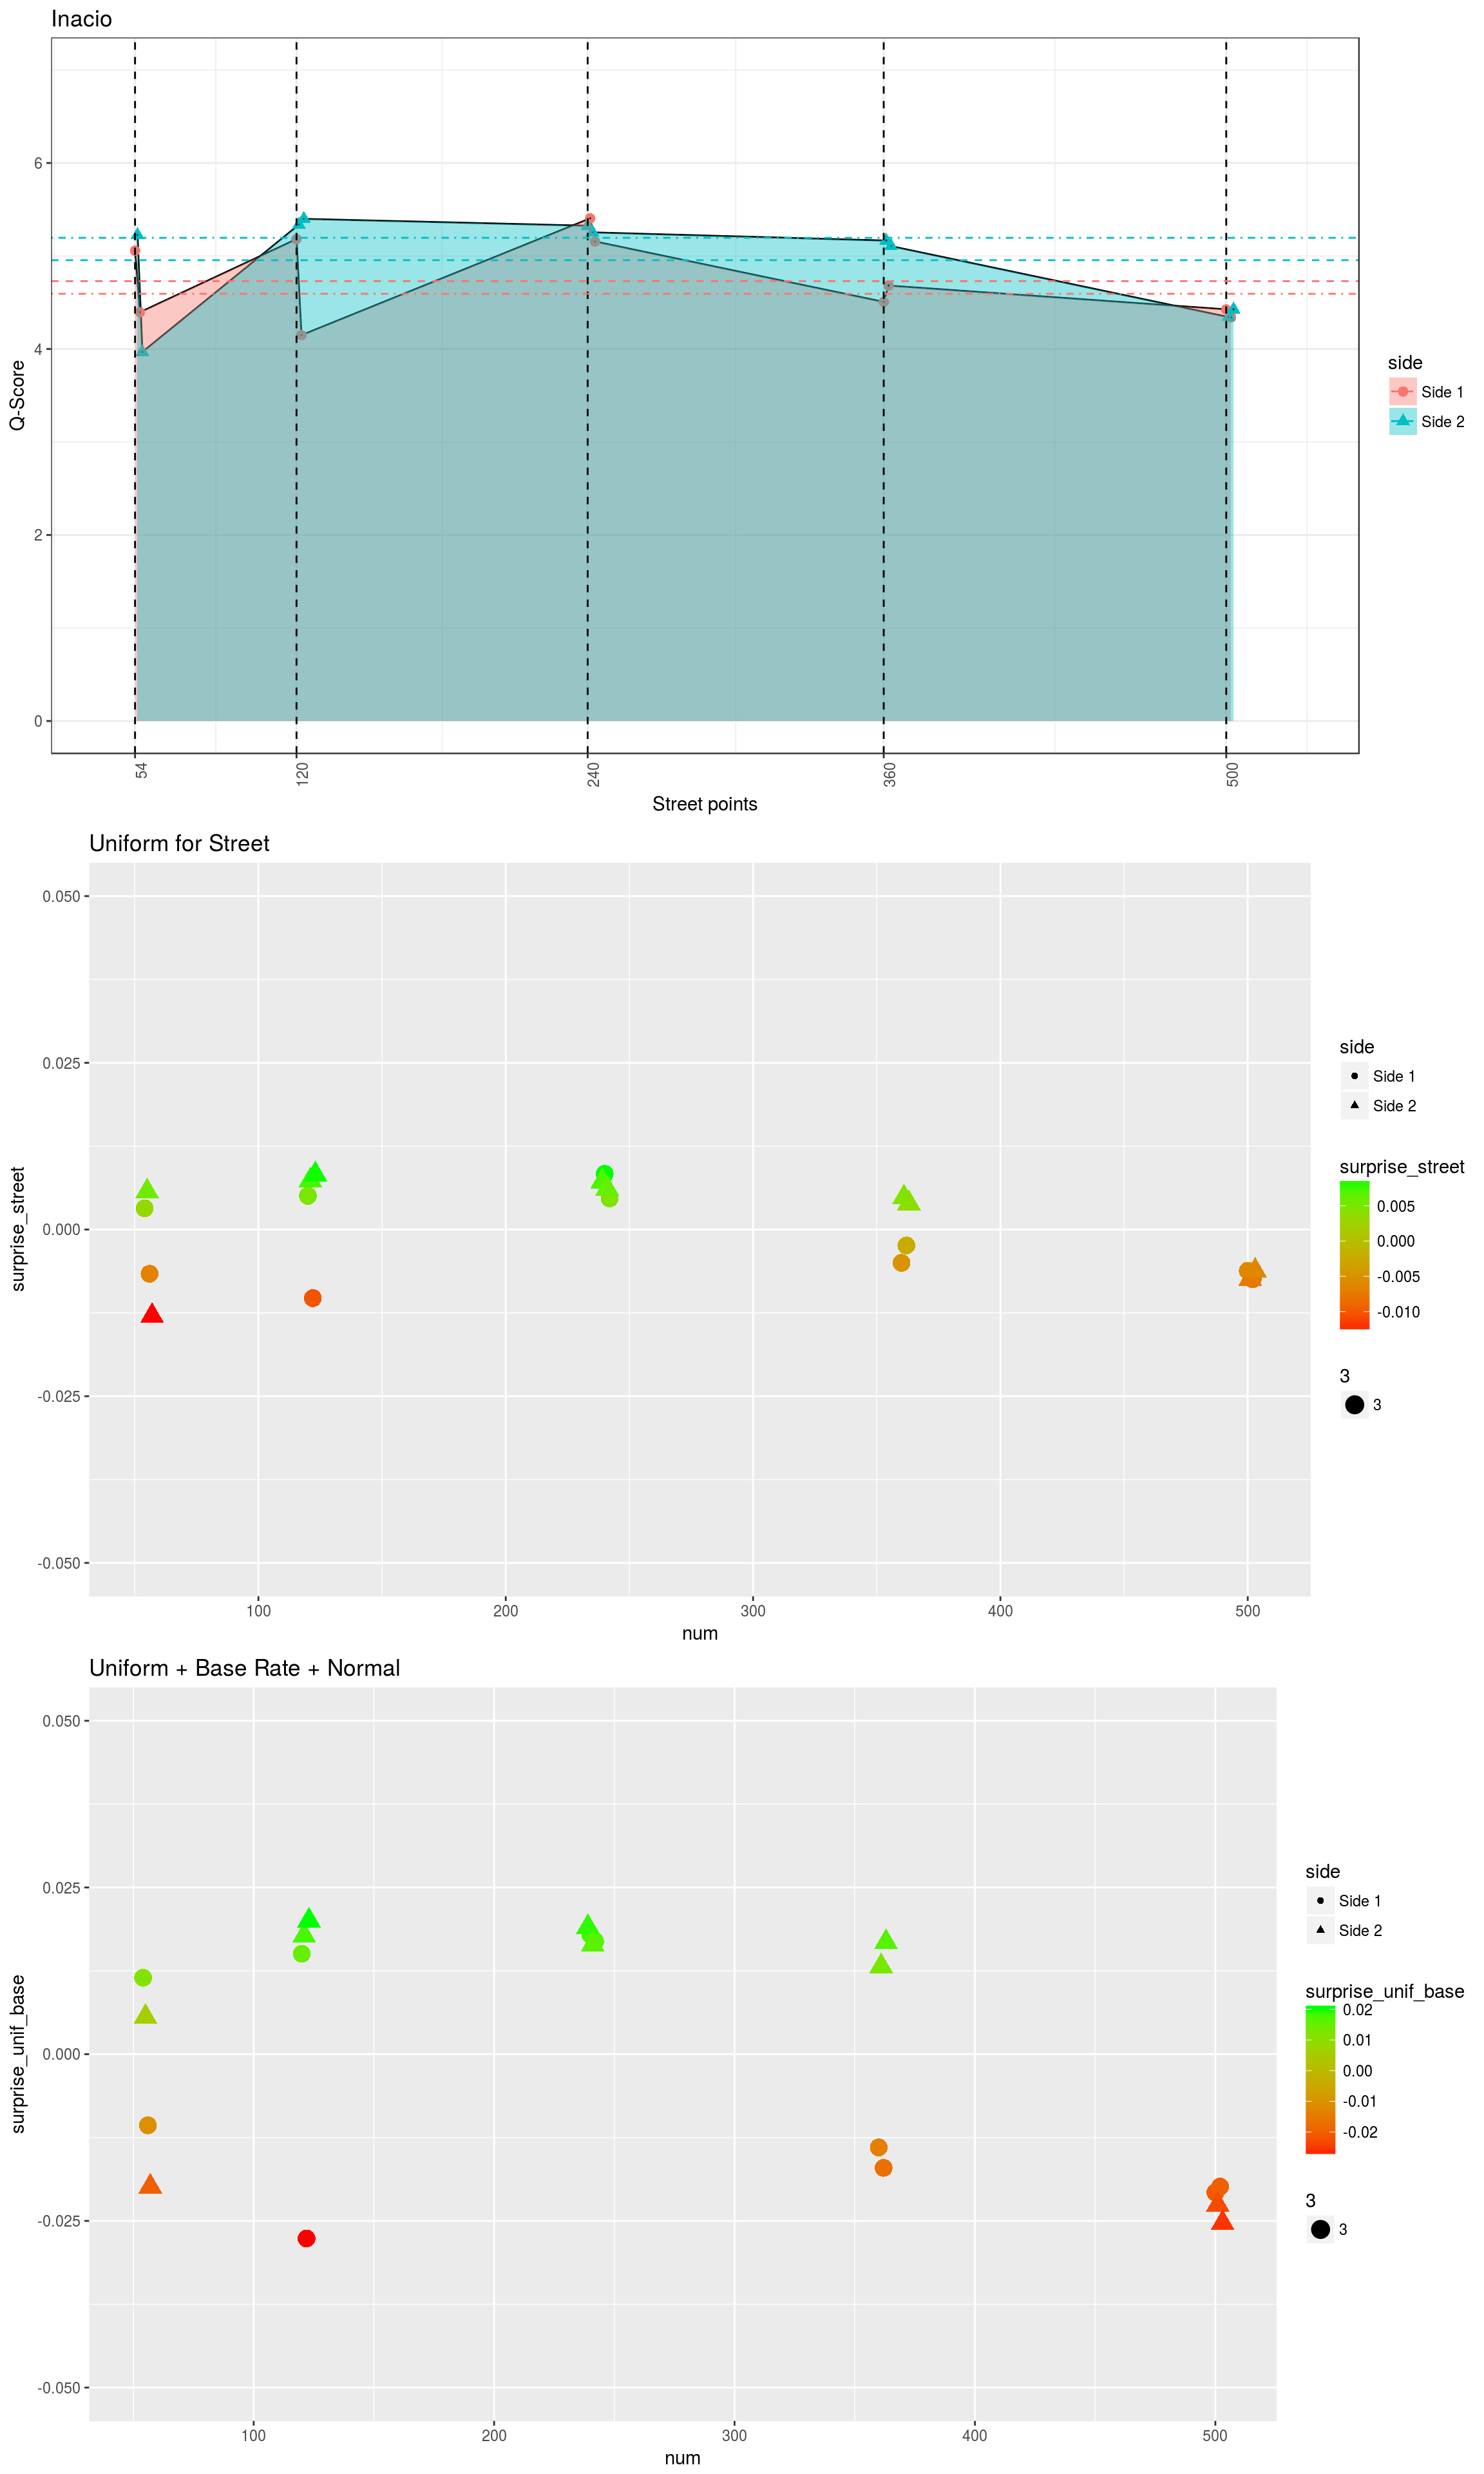 Inacio
6
4
2
0
Q-Score
54
120
240
360
500
Street points
side
Side 1
Side 2
Uniform for Street
0.050
0.025
0.000
-0.025
-0.050
surprise_street
100
200
300
400
500
num
side
Side 1
Side 2
surprise_street
0.005
0.000
-0.005
-0.010
3
3
Uniform + Base Rate + Normal
0.050
0.025
0.000
-0.025
-0.050
surprise_unif_base
100
200
300
400
500
num
side
Side 1
Side 2
surprise_unif_base
0.02
0.01
0.00
-0.01
-0.02
3
3